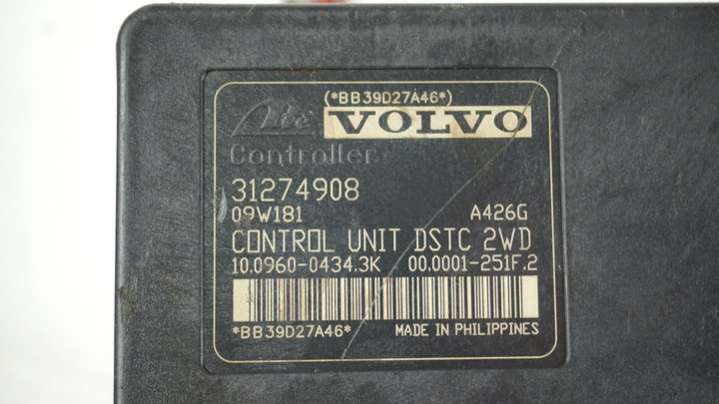 (*BB39D27A46*)
Ate VOLVO
Controller
31274908
09W181 A426G
CONTROL UNIT DSTC 2WD
10.0960-0434.3K 00.0001-251F.2
*BB39D27A46* MADE IN PHILIPPINES